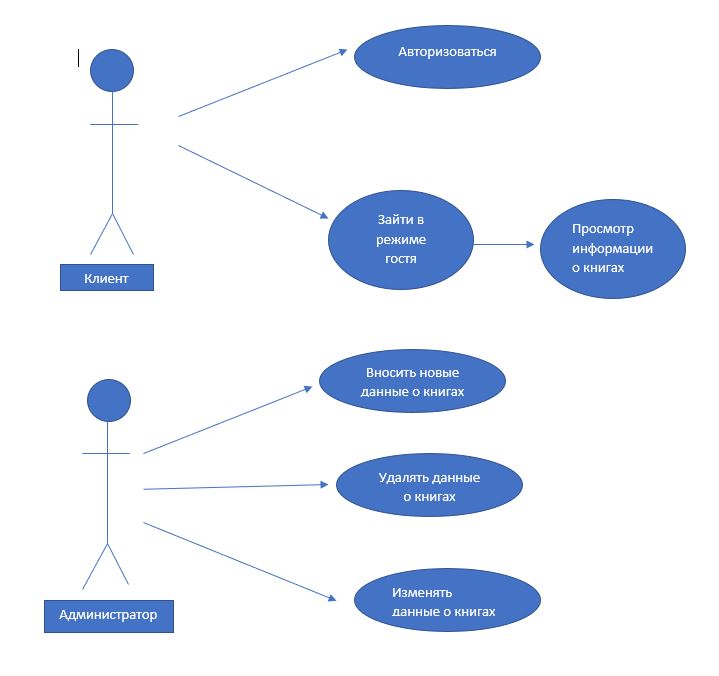 Авторизоваться
Зайти в
режиме
гостя
Просмотр
информации
о книгах
Клиент
Вносить новые
данные о книгах
Удалять данные
о книгах
Изменять
данные о книгах
Администратор